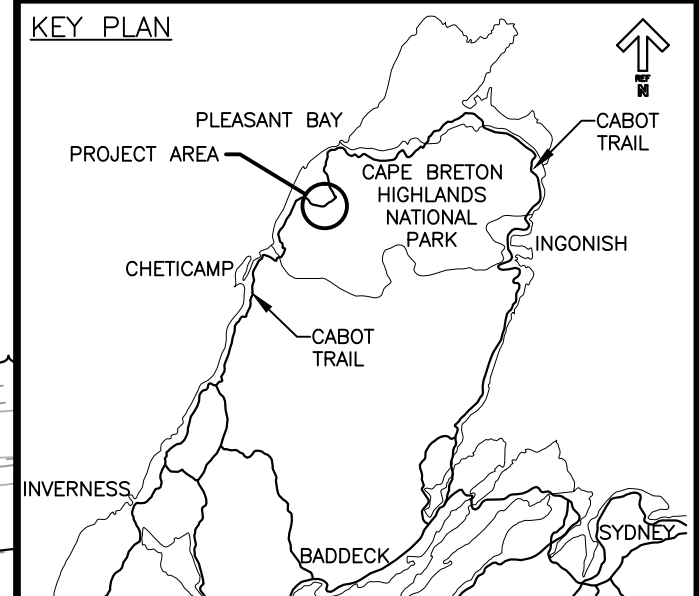 KEY PLAN
REF
N
PLEASANT BAY
CABOT
TRAIL
PROJECT AREA
CAPE BRETON
HIGHLANDS
NATIONAL
PARK
INGONISH
CHETICAMP
CABOT
TRAIL
INVERNESS
SYDNEY
BADDECK